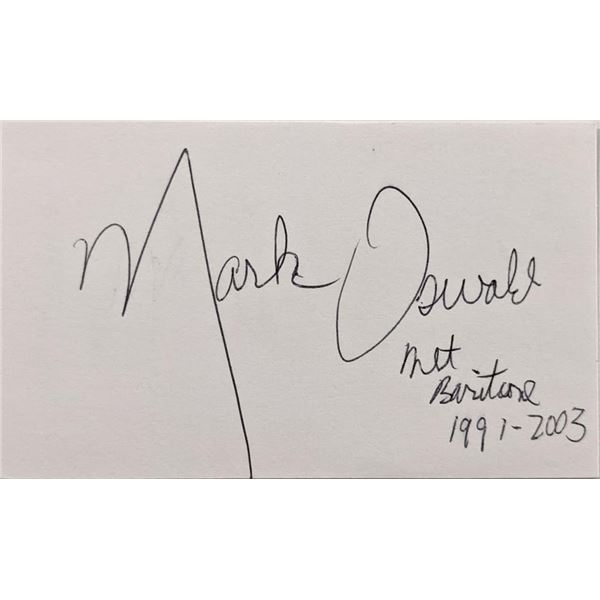 Mark Oswald
Met
Baritone
1991-2003